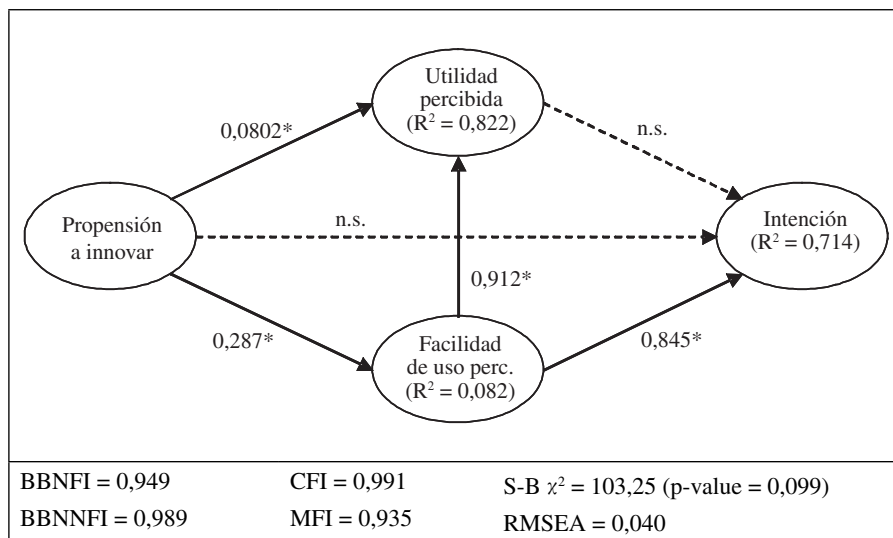 Utilidad
percibida
(R² = 0,822)
0,0802*
n.s.
Propensión
a innovar
n.s.
Intención
(R² = 0,714)
0,912*
0,287*
Facilidad
de uso perc.
(R² = 0,082)
0,845*
BBNFI = 0,949 CFI = 0,991 S-B χ² = 103,25 (p-value = 0,099)
BBNNFI = 0,989 MFI = 0,935 RMSEA = 0,040